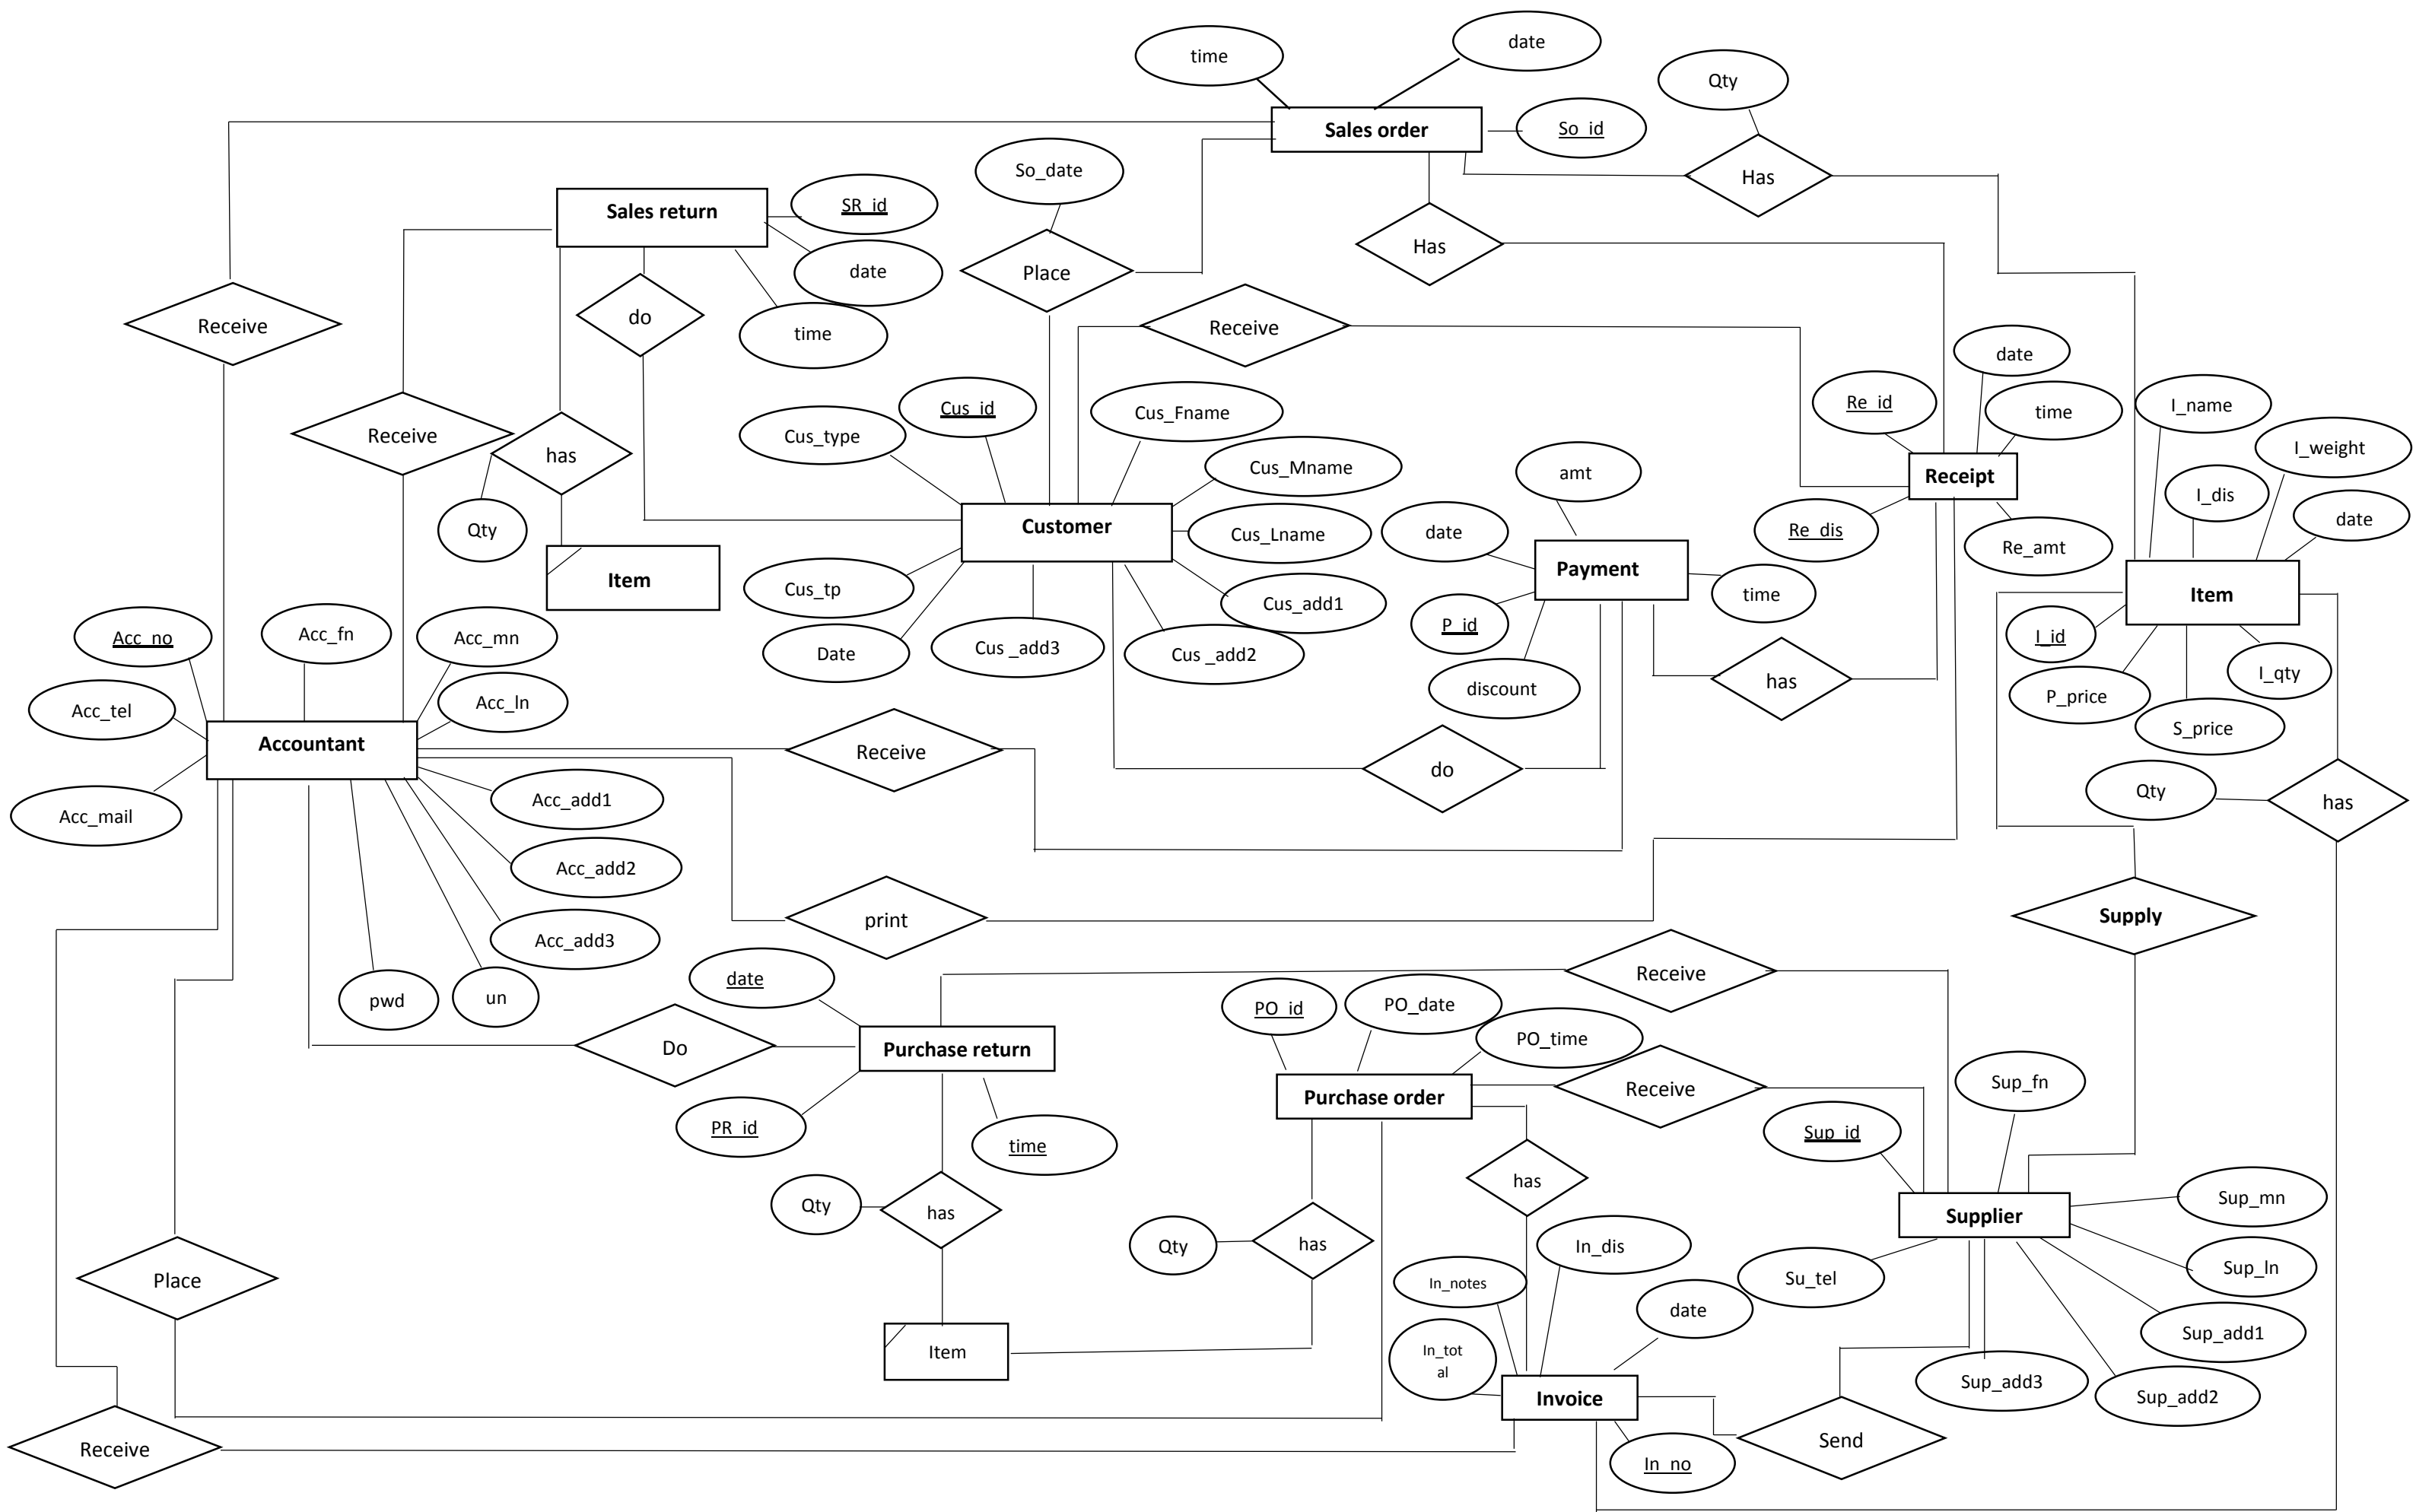 time
date
Qty
Sales order
So_id
So_date
Has
Sales return
SR_id
Has
date
Place
Receive
do
time
Receive
date
Re_id
time
I_name
Cus_id
Cus_Fname
Cus_type
Receive
has
I_weight
Cus_Mname
amt
Receipt
I_dis
Qty
Customer
Cus_Lname
date
Re_dis
date
Re_amt
Item
Payment
Cus_tp
Cus_add1
time
Item
Acc_no
Acc_fn
Acc_mn
Date
Cus _add3
Cus _add2
P_id
I_id
I_qty
discount
has
P_price
Acc_tel
Acc_ln
S_price
Accountant
Receive
do
Acc_mail
Acc_add1
Qty
has
Acc_add2
print
Supply
Acc_add3
date
Receive
pwd
un
PO_id
PO_date
Do
Purchase return
PO_time
Purchase order
Receive
Sup_fn
PR_id
time
Sup_id
has
Qty
has
Sup_mn
Supplier
Qty
has
In_dis
Place
In_notes
Su_tel
Sup_ln
date
Item
In_tot
al
Sup_add1
Sup_add3
Sup_add2
Invoice
Receive
Send
In_no